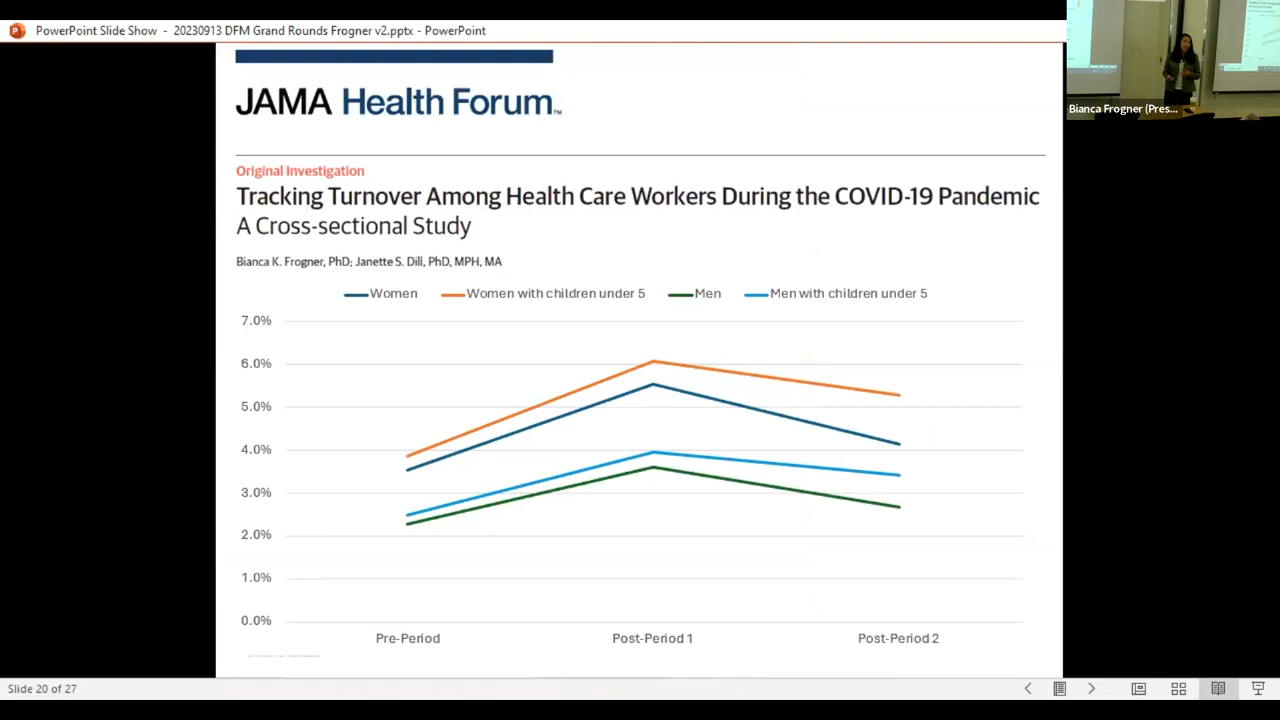 PowerPoint Slide Show - 20230913 DFM Grand Rounds Frogner v2.pptx - PowerPoint
Bianca Frogner (Pres...
JAMA Health Forum™
Original Investigation
Tracking Turnover Among Health Care Workers During the COVID-19 Pandemic
A Cross-sectional Study
Bianca K. Frogner, PhD; Janette S. Dill, PhD, MPH, MA
Women Women with children under 5 Men Men with children under 5
7.0%
6.0%
5.0%
4.0%
3.0%
2.0%
1.0%
0.0%
Pre-Period Post-Period 1 Post-Period 2
Slide 20 of 27